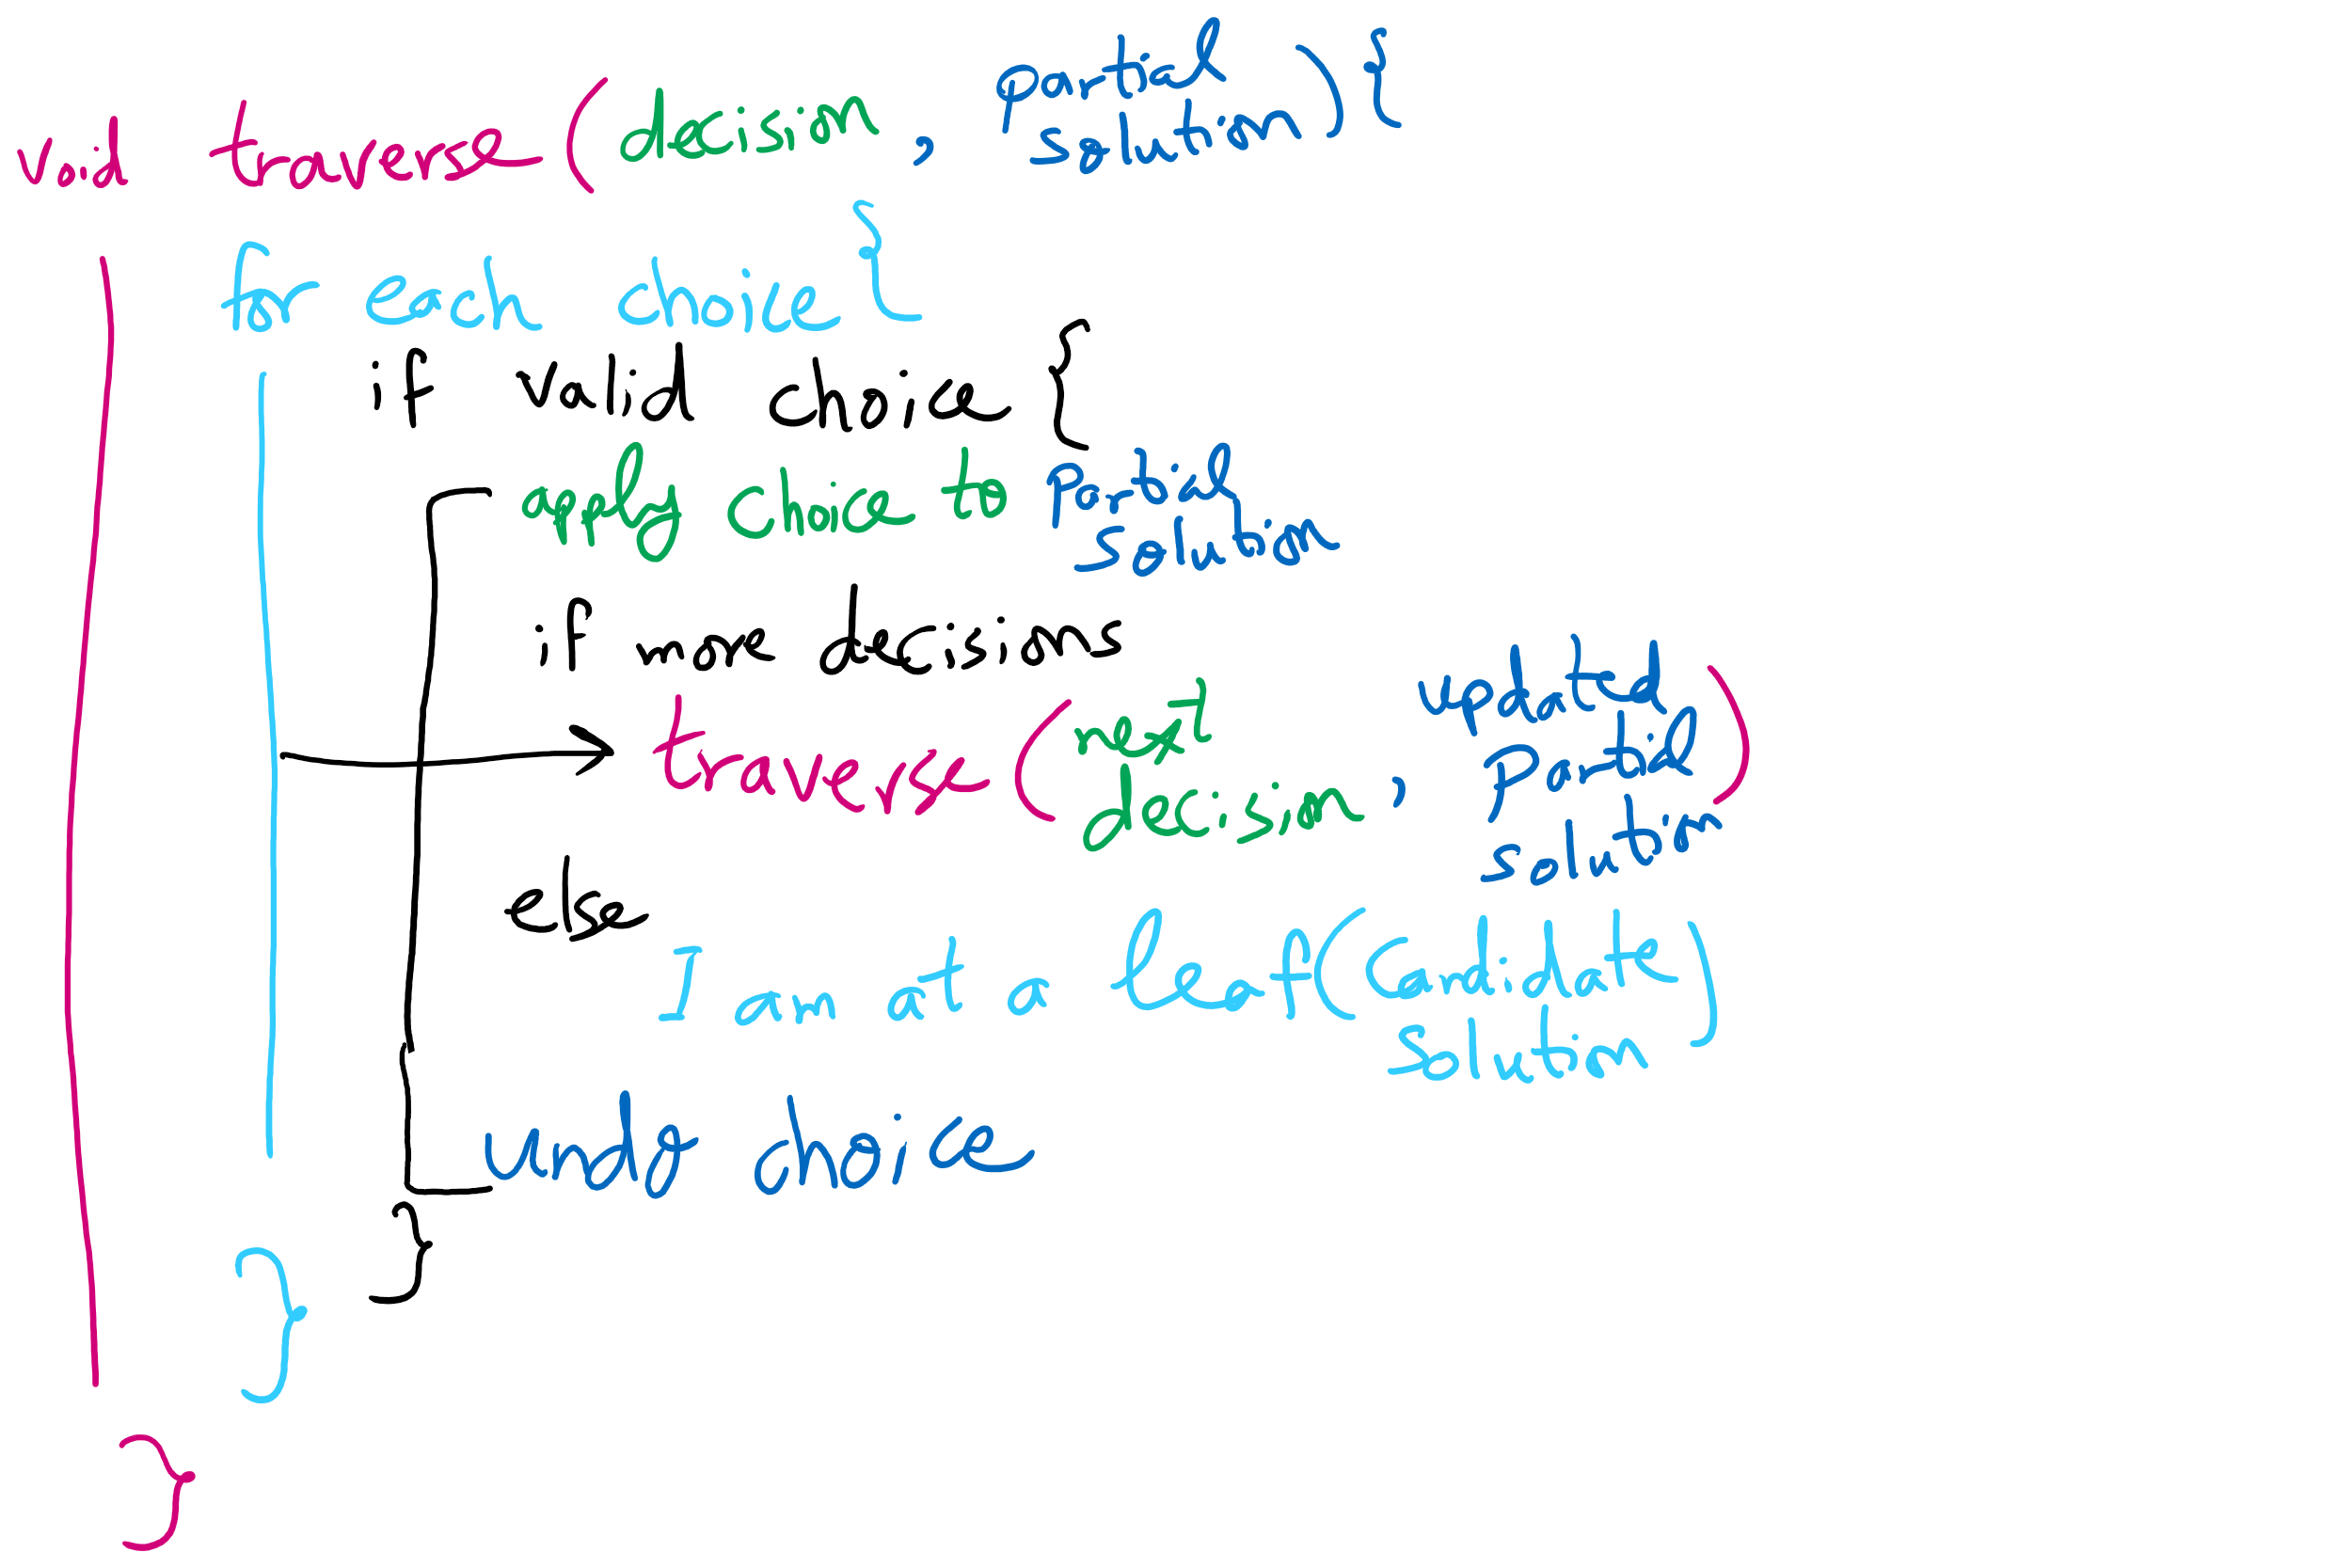 void traverse(decision, partial solution){
for each choice{
if valid choice {
apply choice to partial solution
if more decisions
traverse(next decision, updated partial solution)
else
I am at a leaf(Candidate solution)
undo choice
}
}
}